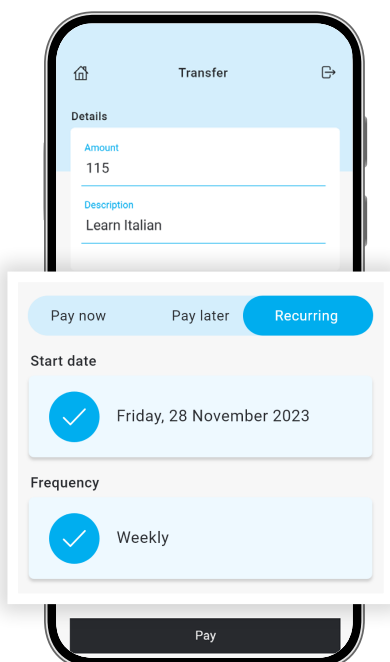 Transfer
Details
Amount
115
Description
Learn Italian
Pay now Pay later Recurring
Start date
Friday, 28 November 2023
Frequency
Weekly
Pay